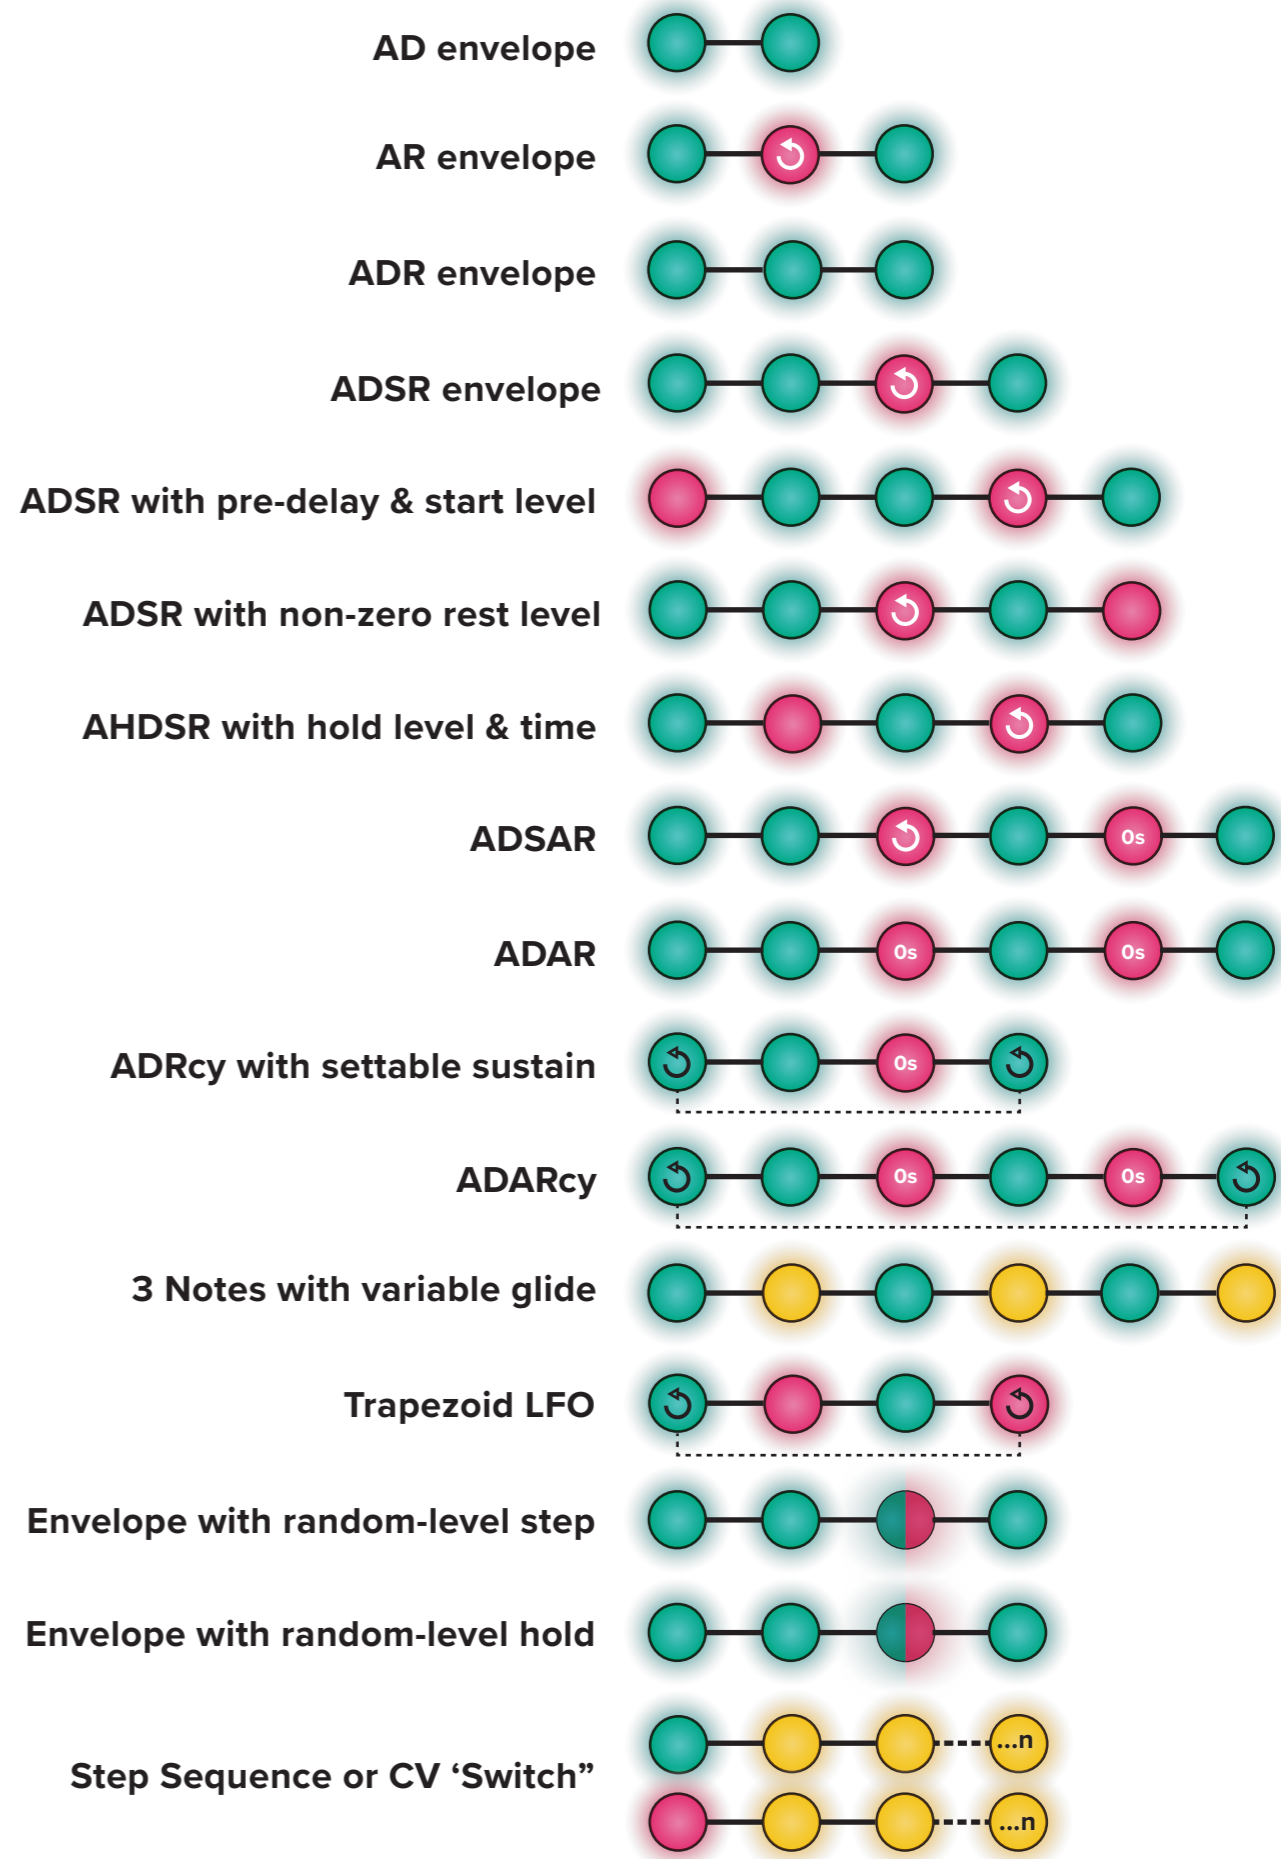 AD envelope
AR envelope
ADR envelope
ADSR envelope
ADSR with pre-delay & start level
ADSR with non-zero rest level
AHDSR with hold level & time
ADSAR 0s
ADAR 0s 0s
ADRcy with settable sustain 0s
ADARcy 0s 0s
3 Notes with variable glide
Trapezoid LFO
Envelope with random-level step
Envelope with random-level hold
...n
Step Sequence or CV ‘Switch”
...n